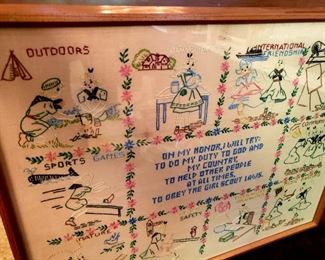 OUTDOORS
INTERNATIONAL
FRIENDSHIP
SPORTS GAMES
ON MY HONOR, I WILL TRY:
TO DO MY DUTY TO GOD AND
MY COUNTRY,
TO HELP OTHER PEOPLE
AT ALL TIMES,
TO OBEY THE GIRL SCOUT LAWS.
NATURE
SAFETY